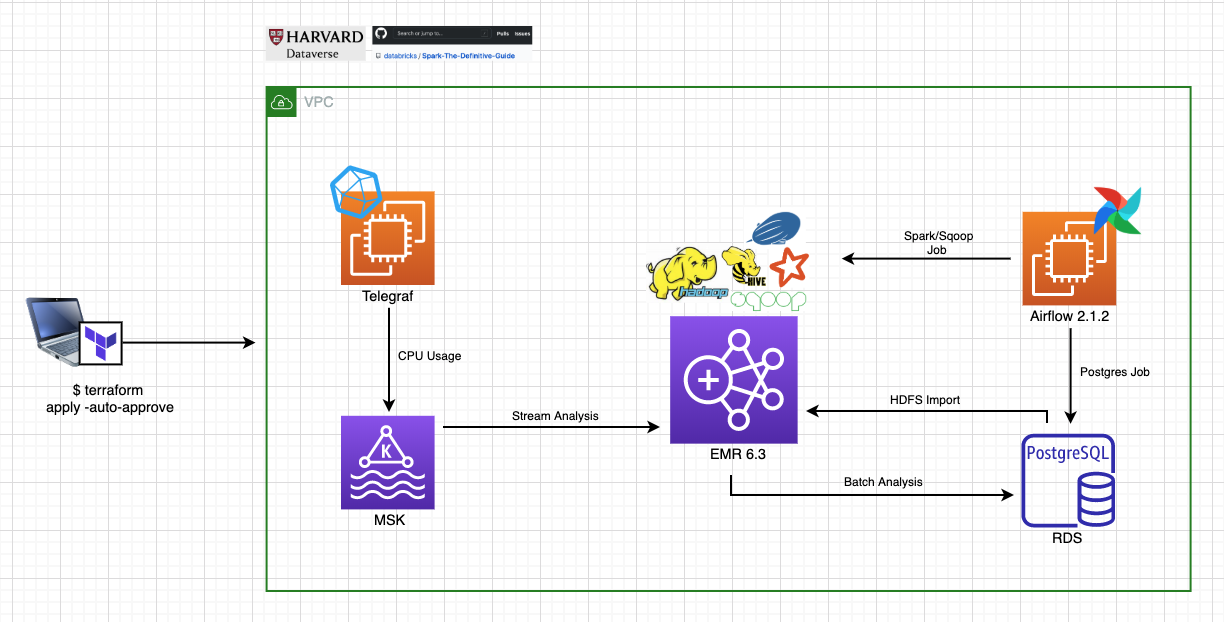 HARVARD
Dataverse
Search or jump to...
/
Pulls
Issues
databricks / Spark-The-Definitive-Guide
VPC
Telegraf
CPU Usage
$ terraform
apply -auto-approve
K
MSK
Stream Analysis
hadoop
HIVE
sqoop
EMR 6.3
Spark/Sqoop
Job
Airflow 2.1.2
Postgres Job
HDFS Import
Batch Analysis
PostgreSQL
RDS